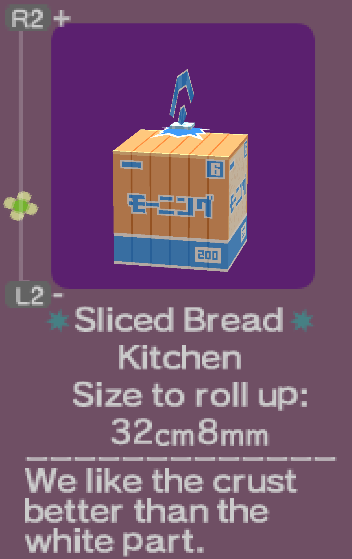 R2 +
6
モーニング
200
L2 -
Sliced Bread
Kitchen
Size to roll up:
32cm8mm
We like the crust
better than the
white part.